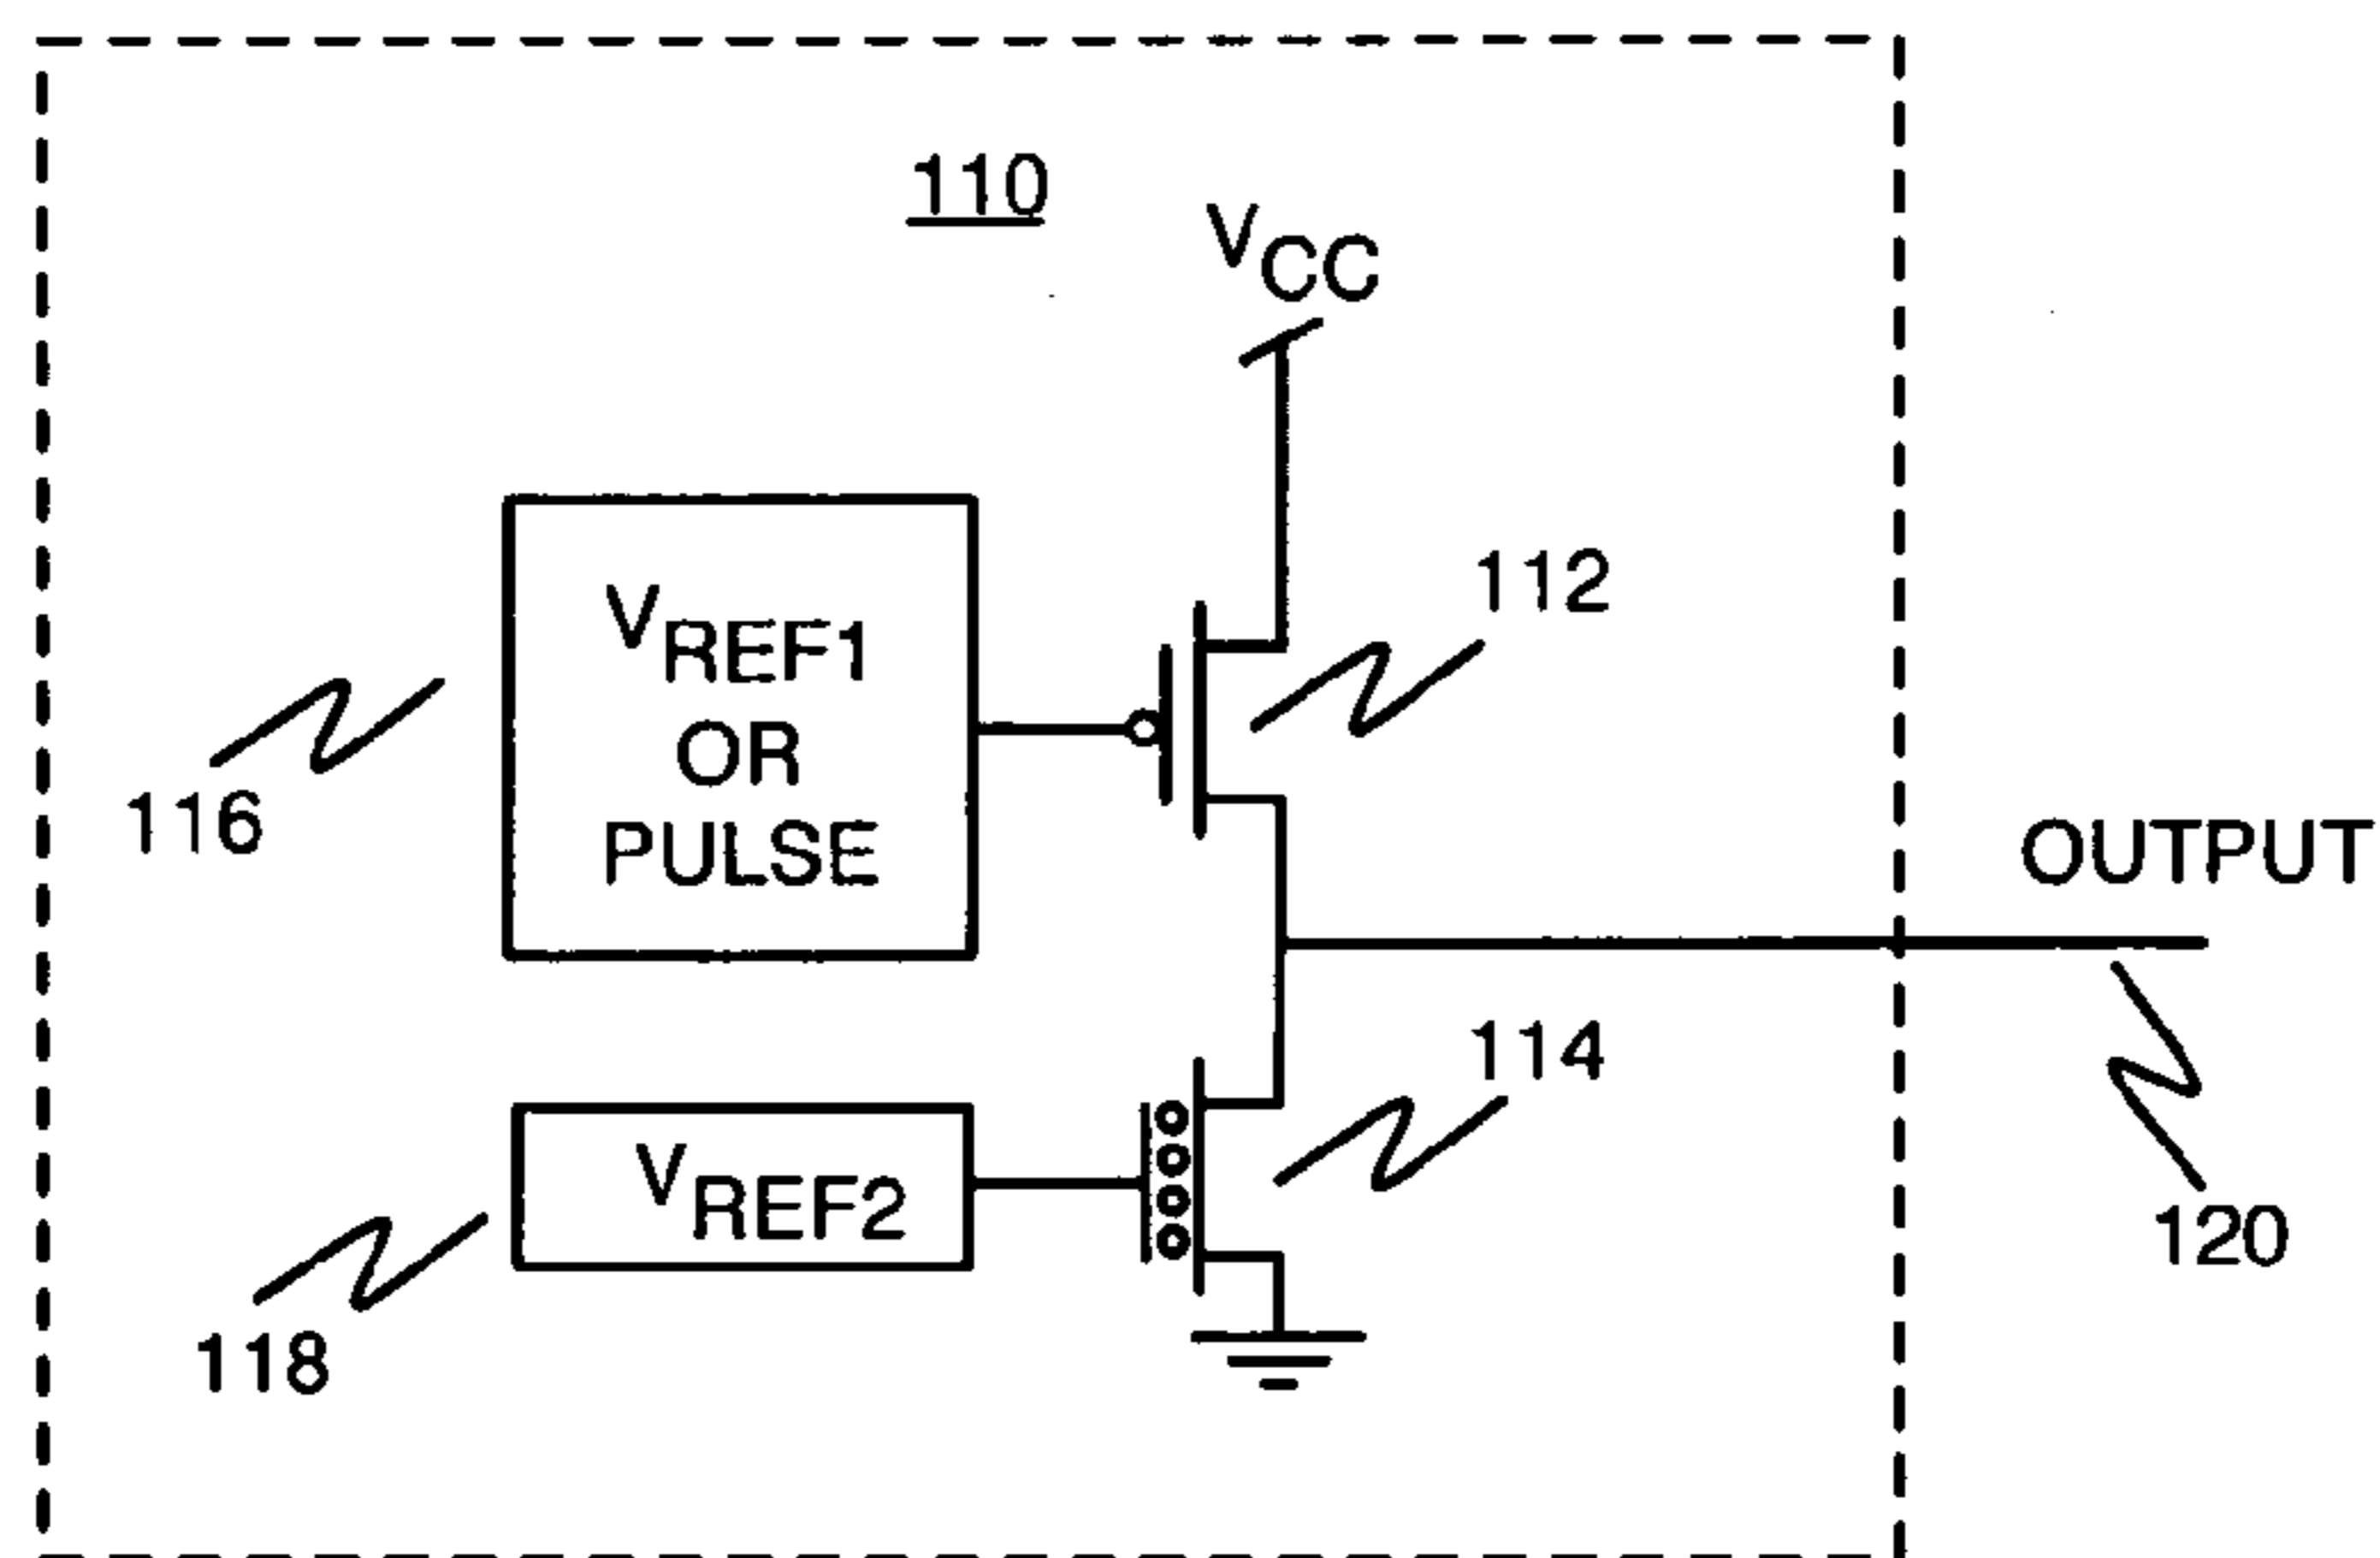 110
VCC
112
VREF1
OR
PULSE
116
OUTPUT
114
VREF2
120
118